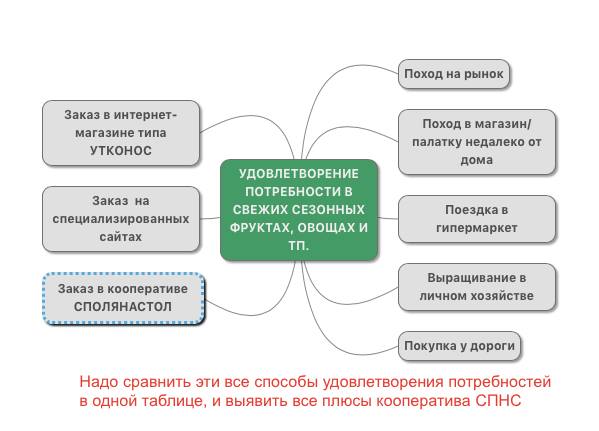 Заказ в интернет-
магазине типа
УТКОНОС
Заказ на
специализированных
сайтах
Заказ в кооперативе
СПОЛЯНАСТОЛ
УДОВЛЕТВОРЕНИЕ
ПОТРЕБНОСТИ В
СВЕЖИХ СЕЗОННЫХ
ФРУКТАХ, ОВОЩАХ И
ТП.
Поход на рынок
Поход в магазин/
палатку недалеко от
дома
Поездка в
гипермаркет
Выращивание в
личном хозяйстве
Покупка у дороги
Надо сравнить эти все способы удовлетворения потребностей
в одной таблице, и выявить все плюсы кооператива СПНС